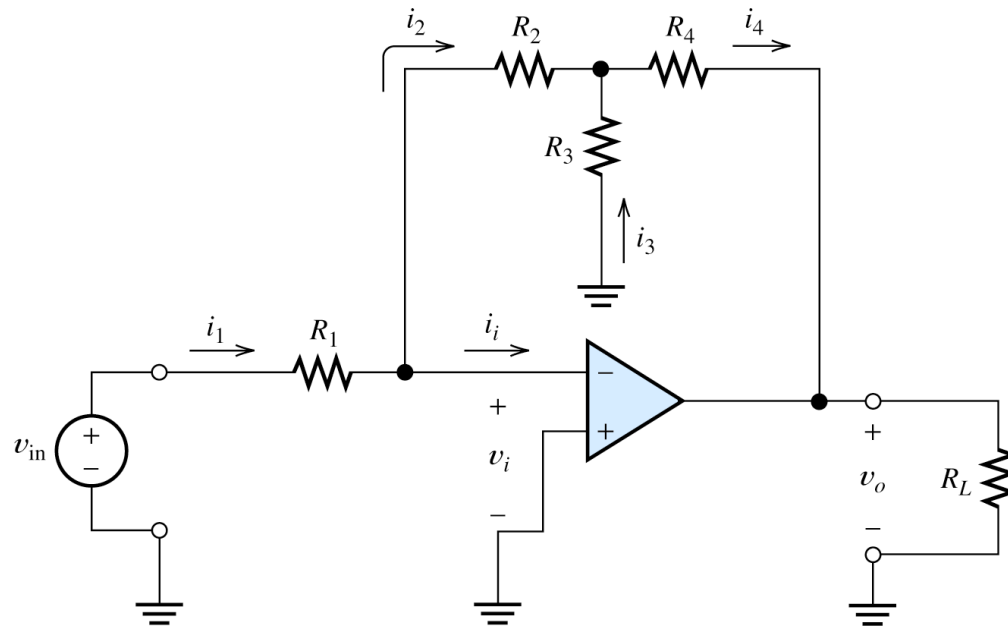 i2 R2 R4 i4
R3
i3
i1 R1 ii
−
+
+
vin + − vi + vo RL
− −